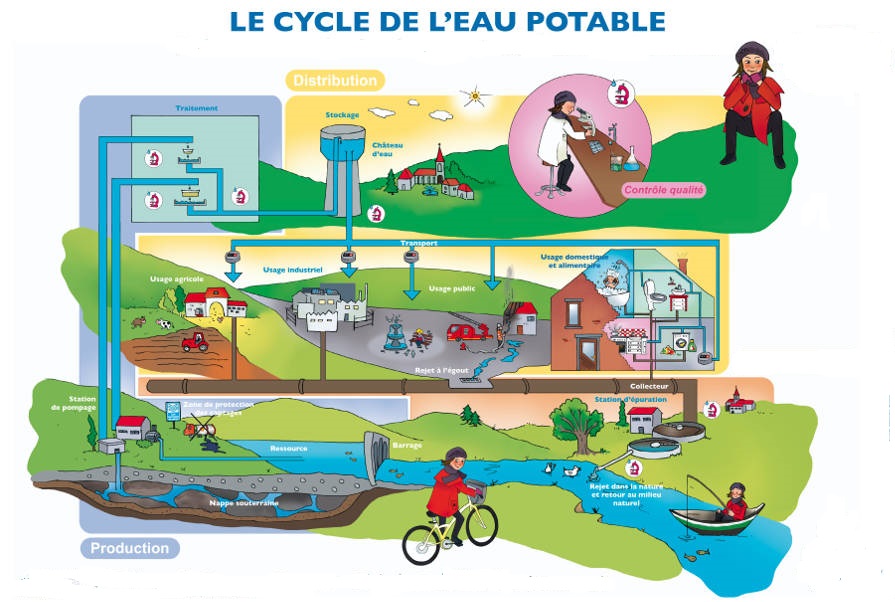 LE CYCLE DE L'EAU POTABLE
Distribution
Traitement
Stockage
Château
d'eau
Contrôle qualité
Transport
Usage agricole
Usage industriel
Usage public
Usage domestique
et alimentaire
Rejet à l'égout
Collecteur
Station
de pompage
Zone de protection
des captages
Station d'épuration
Ressource
Barrage
Nappe souterraine
Rejet dans la nature
et retour au milieu
naturel
Production